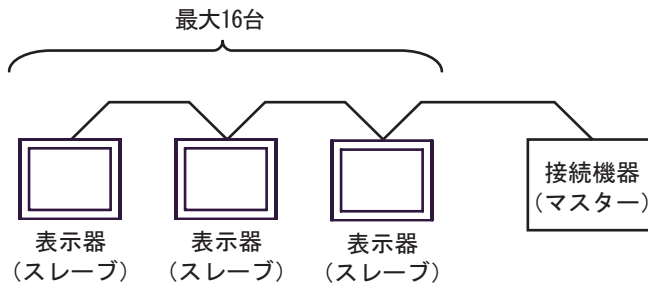 最大16台
接続機器
(マスター)
表示器
(スレーブ)
表示器
(スレーブ)
表示器
(スレーブ)